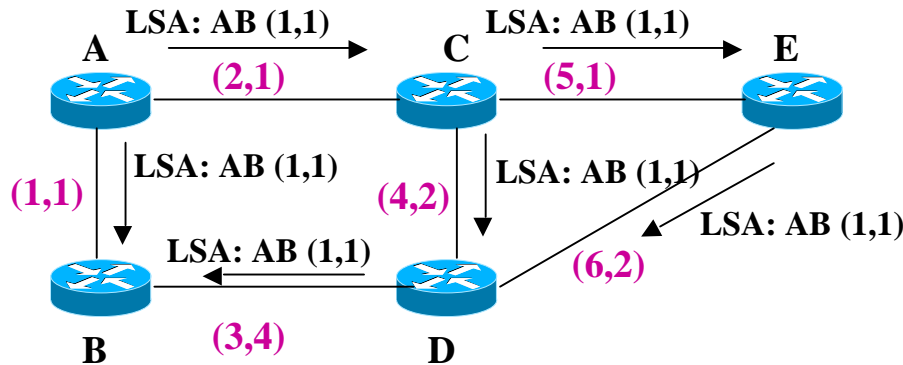 LSA: AB (1,1)
LSA: AB (1,1)
A
C
E
(2,1)
(5,1)
LSA: AB (1,1)
LSA: AB (1,1)
(1,1)
(4,2)
LSA: AB (1,1)
LSA: AB (1,1)
(6,2)
(3,4)
B
D